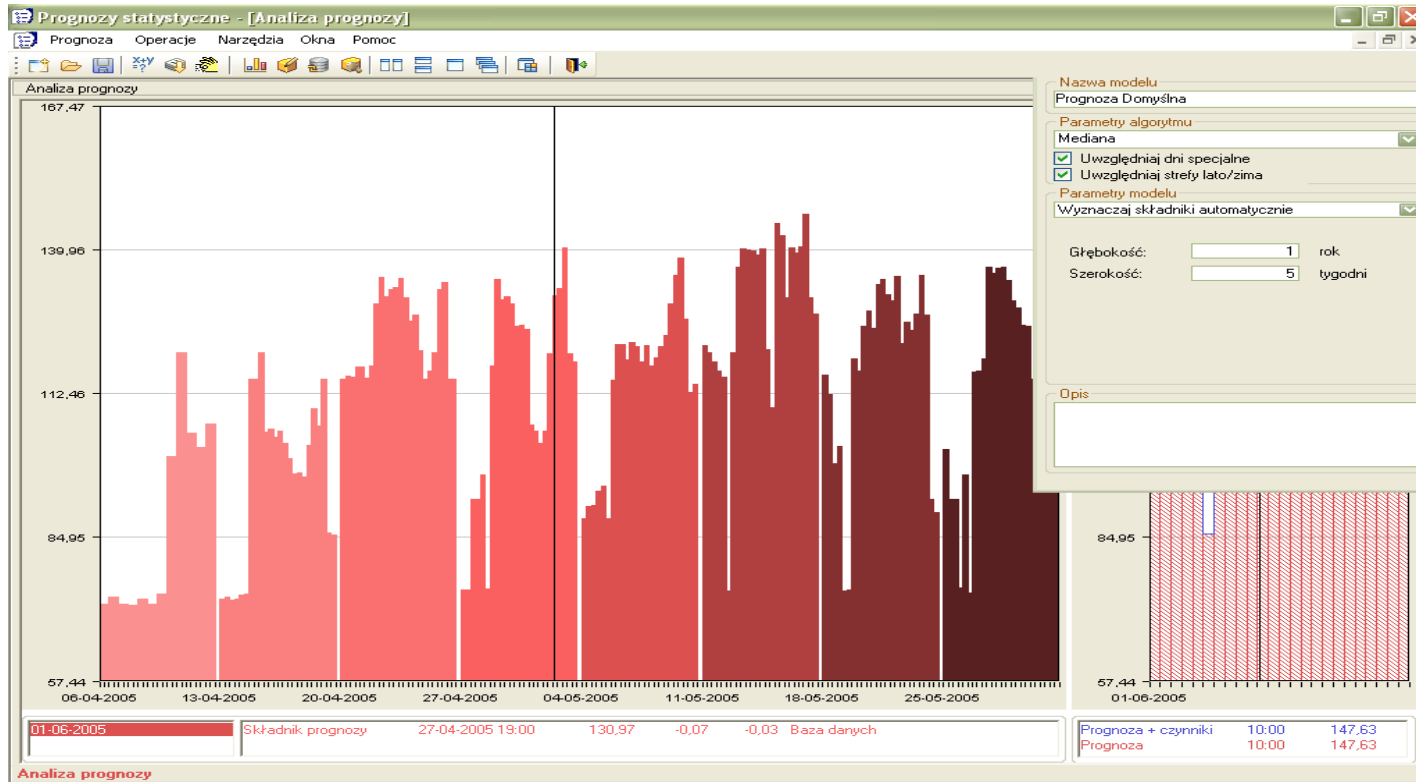 Prognozy statystyczne - [Analiza prognozy]
Prognoza Operacje Narzędzia Okna Pomoc
Analiza prognozy
167,47
139,96
112,46
84,95
57,44
06-04-2005 13-04-2005 20-04-2005 27-04-2005 04-05-2005 11-05-2005 18-05-2005 25-05-2005
Nazwa modelu
Prognoza Domyślna
Parametry algorytmu
Mediana
Uwzględniaj dni specjalne
Uwzględniaj strefy lato/zima
Parametry modelu
Wyznaczaj składniki automatycznie
Głębokość: 1 rok
Szerokość: 5 tygodni
Opis
84,95
57,44
01-06-2005
01-06-2005
Składnik prognozy 27-04-2005 19:00 130,97 -0,07 -0,03 Baza danych
Prognoza + czynniki 10:00 147,63
Prognoza 10:00 147,63
Analiza prognozy